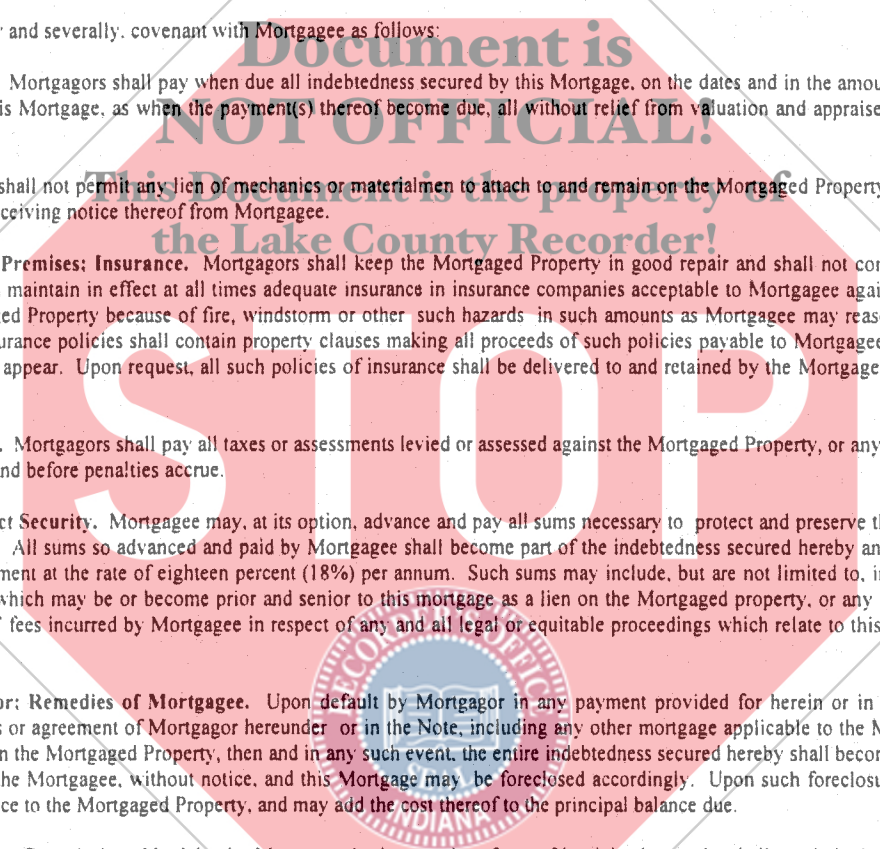 and severally. covenant with Mortgagee as follows:
Document is
Mortgagors shall pay when due all indebtedness secured by this Mortgage, on the dates and in the
NOT OFFICIAL!
is Mortgage, as when the payment(s) thereof become due, all without relief from valuation and
This Document is the property of
shall not permit any lien of mechanics or materialmen to attach to and remain on the Mortgaged Property
notice thereof from Mortgagee.
the Lake County Recorder!
Premises; Insurance. Mortgagors shall keep the Mortgaged Property in good repair and shall not
maintain in effect at all times adequate insurance in insurance companies acceptable to Mortgagee
ed Property because of fire, windstorm or other such hazards in such amounts as Mortgagee may
policies shall contain property clauses making all proceeds of such policies payable to Mortgagee
appear. Upon request, all such policies of insurance shall be delivered to and retained by the
STOP
Mortgagors shall pay all taxes or assessments levied or assessed against the Mortgaged Property, or any
nd before penalties accrue.
ct Security. Mortgagee may, at its option, advance and pay all sums necessary to protect and preserve
All sums so advanced and paid by Mortgagee shall become part of the indebtedness secured hereby
ment at the rate of eighteen percent (18%) per annum. Such sums may include, but are not limited to,
which may be or become prior and senior to this mortgage as a lien on the Mortgaged property, or any
fees incurred by Mortgagee in respect of any and all legal or equitable proceedings which relate to this
RECORDER'S OFFICE
or; Remedies of Mortgagee. Upon default by Mortgagor in any payment provided for herein or in
s or agreement of Mortgagor hereunder or in the Note, including any other mortgage applicable to the
n the Mortgaged Property, then and in any such event, the entire indebtedness secured hereby shall
the Mortgagee, without notice, and this Mortgage may be foreclosed accordingly. Upon such
ce to the Mortgaged Property, and may add the cost thereof to the principal balance due.
INDIANA